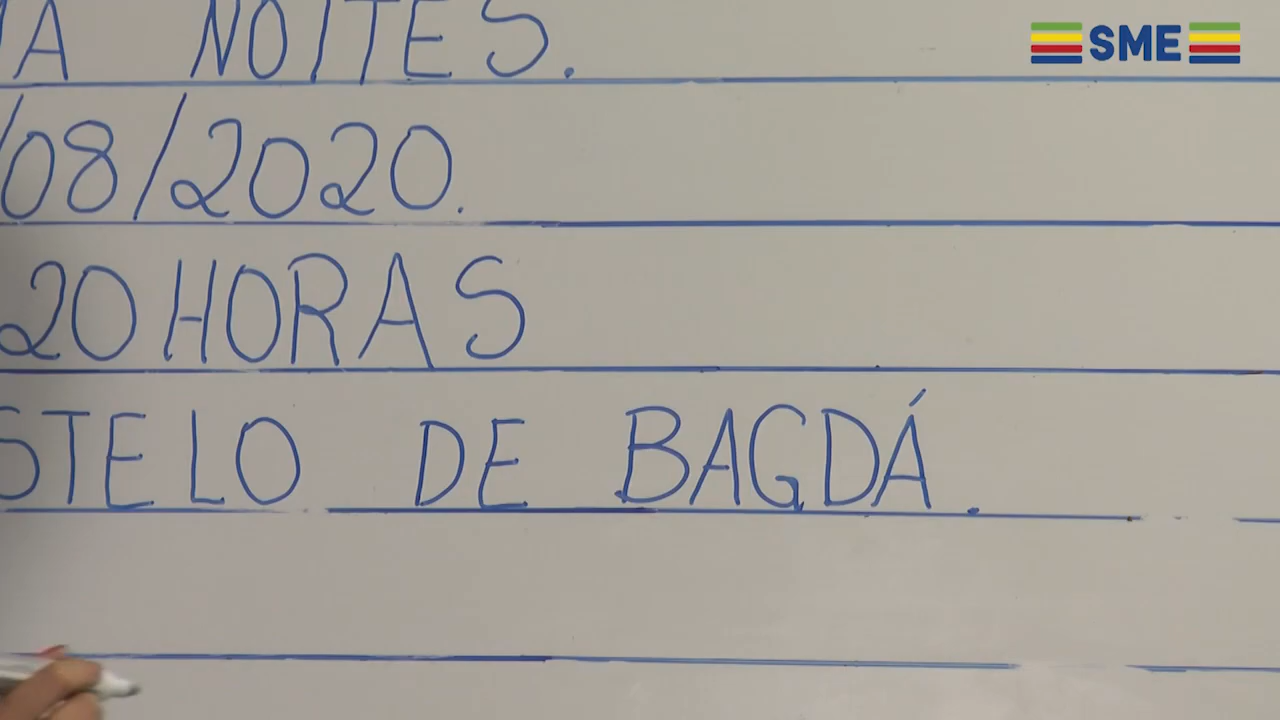 SME
NOITES.
/08/2020.
20 HORAS
STELO DE BAGDÁ.